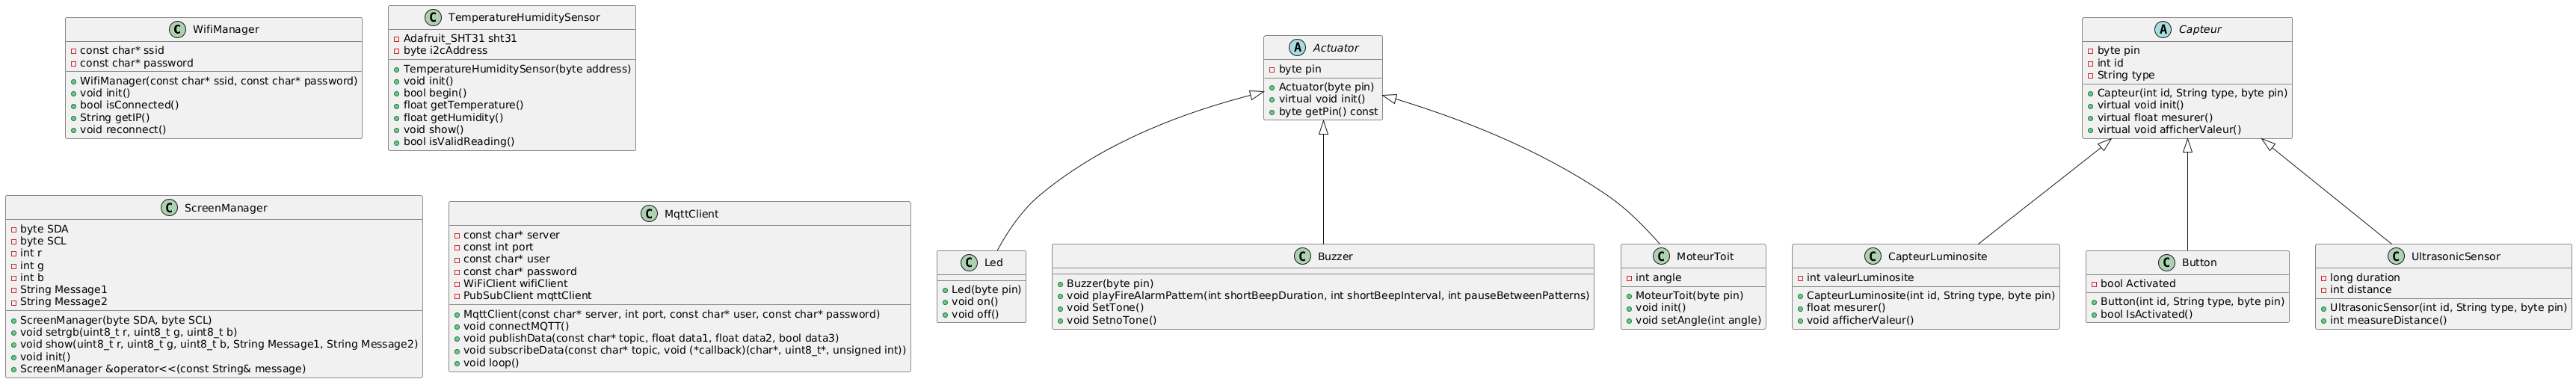 C WifiManager
const char* ssid
const char* password
WifiManager(const char* ssid, const char* password)
void init()
bool isConnected()
String getIP()
void reconnect()
C TemperatureHumiditySensor
Adafruit_SHT31 sht31
byte i2cAddress
TemperatureHumiditySensor(byte address)
void init()
bool begin()
float getTemperature()
float getHumidity()
void show()
bool isValidReading()
A Actuator
byte pin
Actuator(byte pin)
virtual void init()
byte getPin() const
A Capteur
byte pin
int id
String type
Capteur(int id, String type, byte pin)
virtual void init()
virtual float mesurer()
virtual void afficherValeur()
C ScreenManager
byte SDA
byte SCL
int r
int g
int b
String Message1
String Message2
ScreenManager(byte SDA, byte SCL)
void setrgb(uint8_t r, uint8_t g, uint8_t b)
void show(uint8_t r, uint8_t g, uint8_t b, String Message1, String Message2)
void init()
ScreenManager &operator<<(const String& message)
C MqttClient
const char* server
const int port
const char* user
const char* password
WiFiClient wifiClient
PubSubClient mqttClient
MqttClient(const char* server, int port, const char* user, const char* password)
void connectMQTT()
void publishData(const char* topic, float data1, float data2, bool data3)
void subscribeData(const char* topic, void (*callback)(char*, uint8_t*, unsigned int))
void loop()
C Led
Led(byte pin)
void on()
void off()
C Buzzer
Buzzer(byte pin)
void playFireAlarmPattern(int shortBeepDuration, int shortBeepInterval, int pauseBetweenPatterns)
void SetTone()
void SetnoTone()
C MoteurToit
int angle
MoteurToit(byte pin)
void init()
void setAngle(int angle)
C CapteurLuminosite
int valeurLuminosite
CapteurLuminosite(int id, String type, byte pin)
float mesurer()
void afficherValeur()
C Button
bool Activated
Button(int id, String type, byte pin)
bool IsActivated()
C UltrasonicSensor
long duration
int distance
UltrasonicSensor(int id, String type, byte pin)
int measureDistance()